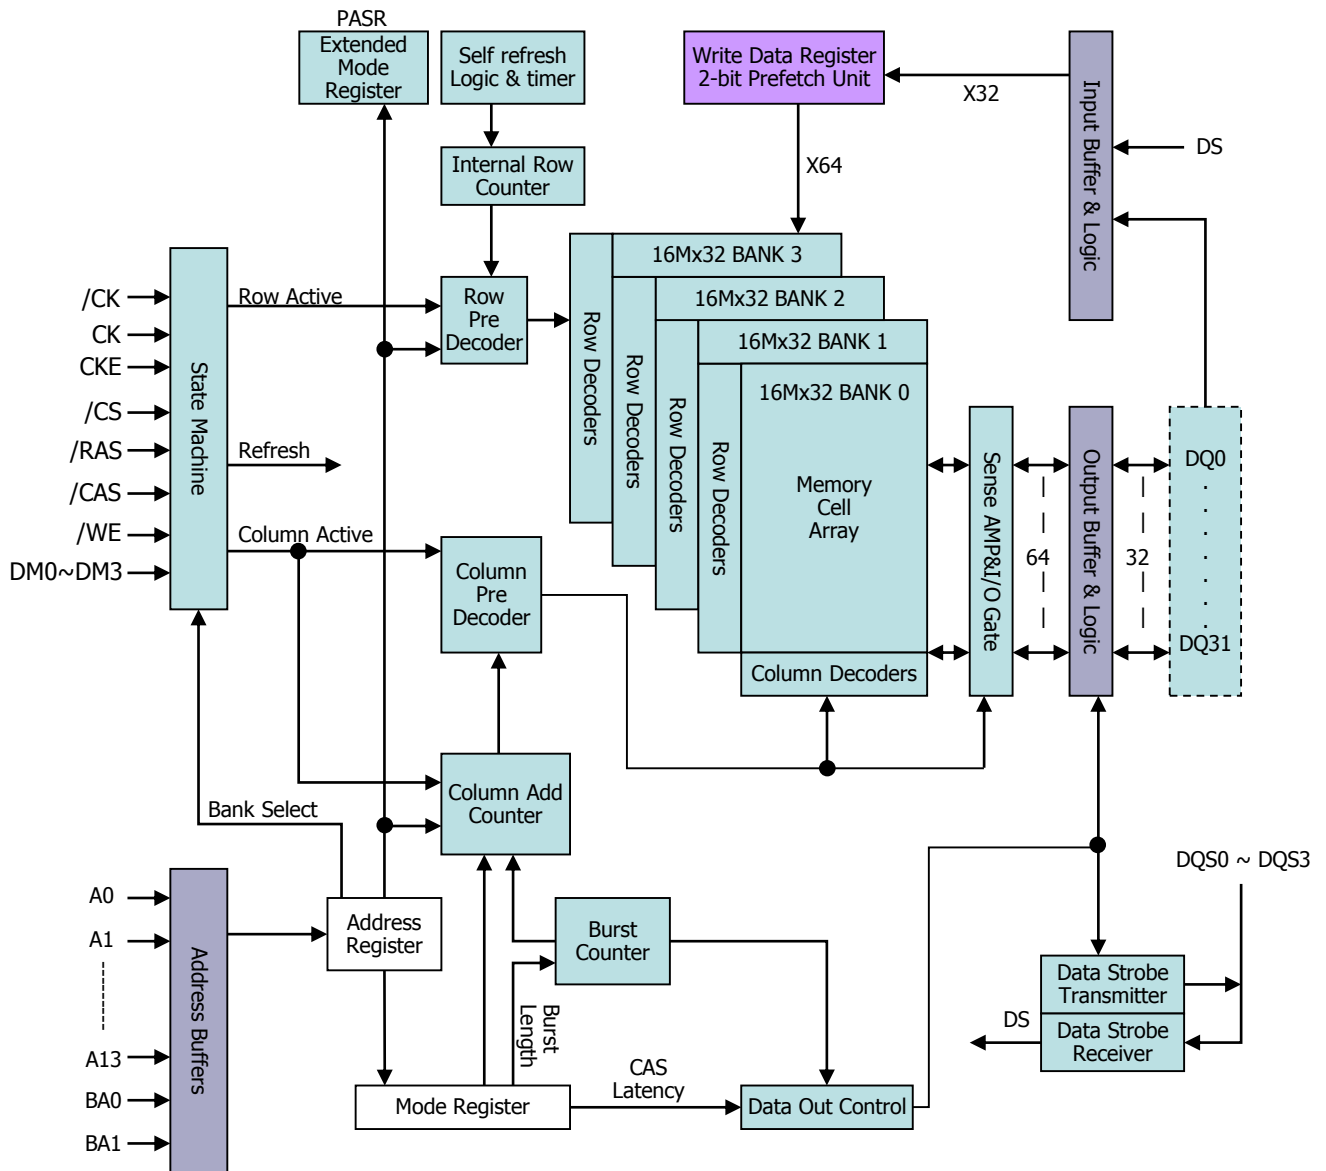 PASR
Extended
Mode
Register
Self refresh
Logic & timer
Write Data Register
2-bit Prefetch Unit
X32
Input Buffer & Logic
DS
Internal Row
Counter
X64
16Mx32 BANK 3
16Mx32 BANK 2
16Mx32 BANK 1
16Mx32 BANK 0
Row Decoders
Row Decoders
Row Decoders
Row Decoders
Memory
Cell
Array
Column Decoders
/CK
CK
CKE
/CS
/RAS
/CAS
/WE
DM0~DM3
State Machine
Row Active
Refresh
Column Active
Row
Pre
Decoder
Column
Pre
Decoder
Sense AMP&I/O Gate
64
Output Buffer & Logic
32
DQ0
.
.
.
.
.
.
.
DQ31
Column Add
Counter
Bank Select
A0
A1
A13
BA0
BA1
Address Buffers
Address
Register
Burst
Counter
Burst
Length
Mode Register
CAS
Latency
Data Out Control
DQS0 ~ DQS3
Data Strobe
Transmitter
DS
Data Strobe
Receiver